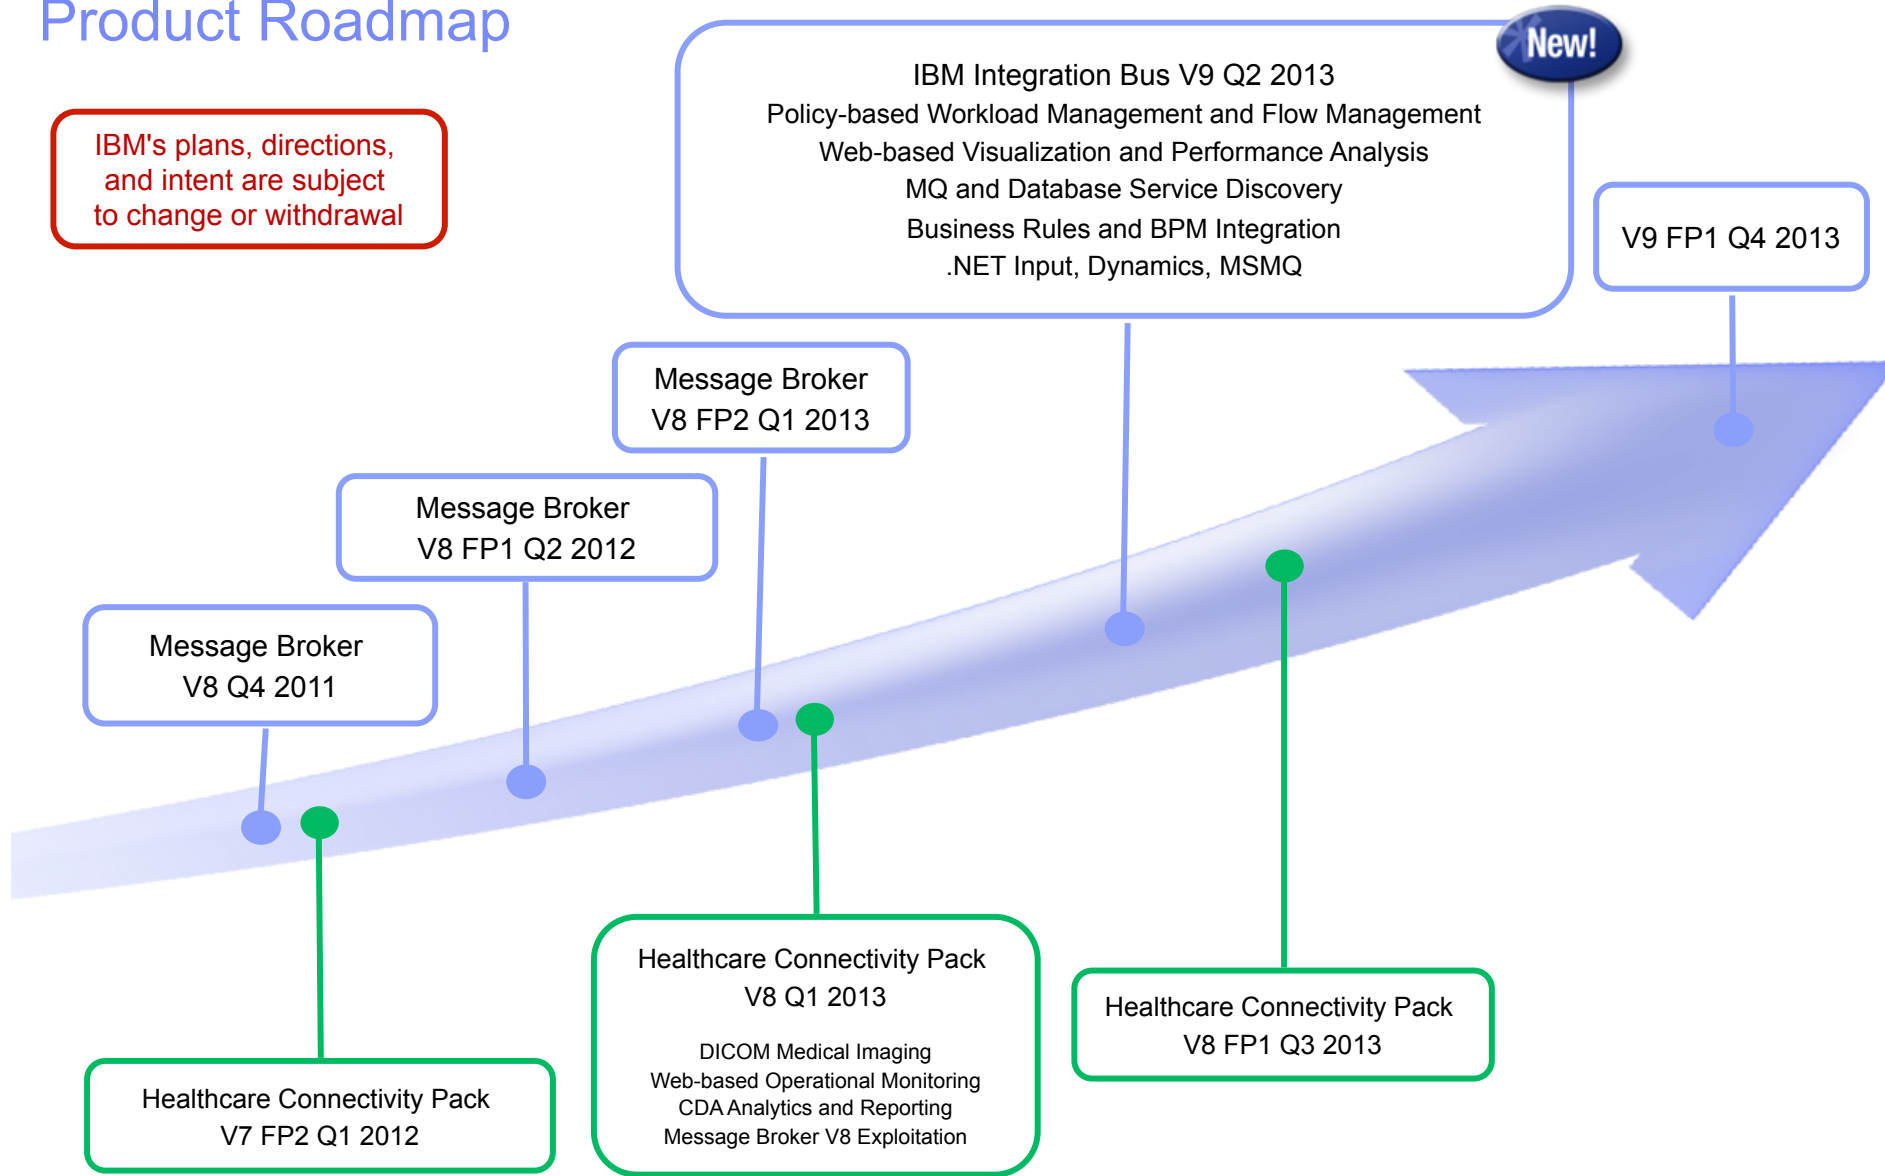 Product Roadmap
New!
IBM Integration Bus V9 Q2 2013
Policy-based Workload Management and Flow Management
Web-based Visualization and Performance Analysis
MQ and Database Service Discovery
Business Rules and BPM Integration
.NET Input, Dynamics, MSMQ
IBM's plans, directions,
and intent are subject
to change or withdrawal
V9 FP1 Q4 2013
Message Broker
V8 FP2 Q1 2013
Message Broker
V8 FP1 Q2 2012
Message Broker
V8 Q4 2011
Healthcare Connectivity Pack
V7 FP2 Q1 2012
Healthcare Connectivity Pack
V8 Q1 2013
DICOM Medical Imaging
Web-based Operational Monitoring
CDA Analytics and Reporting
Message Broker V8 Exploitation
Healthcare Connectivity Pack
V8 FP1 Q3 2013